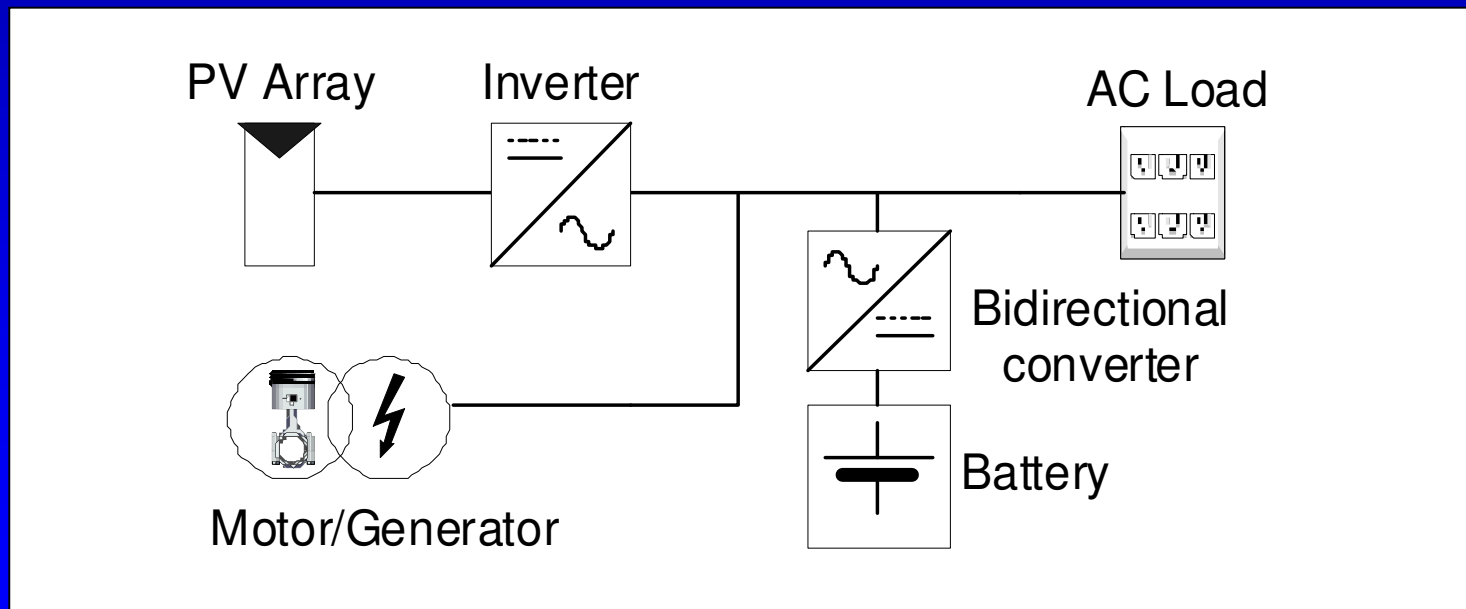 PV Array
Inverter
AC Load
Bidirectional
converter
Battery
Motor/Generator